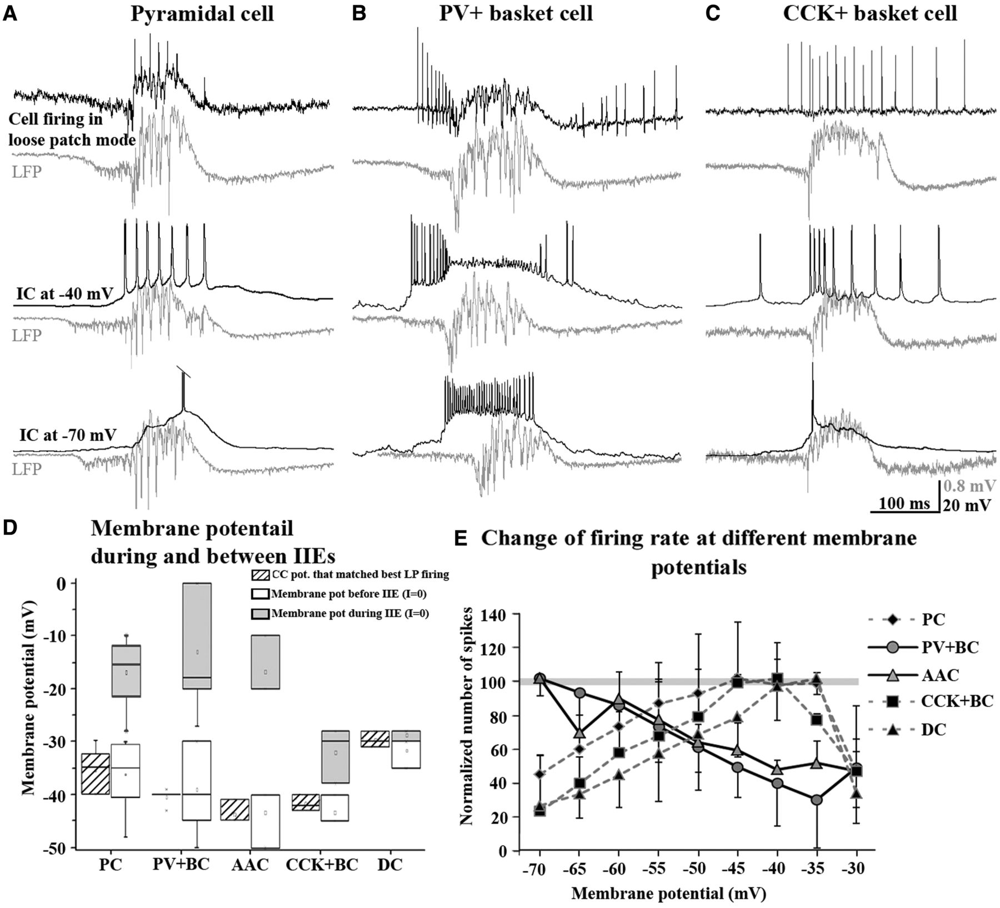 A Pyramidal cell
B PV+ basket cell
C CCK+ basket cell
Cell firing in
loose patch mode
LFP
IC at -40 mV
LFP
IC at -70 mV
LFP
0.8 mV
100 ms 20 mV
D Membrane potentail
during and between IIEs
CC pot. that matched best LP firing
Membrane pot before IIE (I=0)
Membrane pot during IIE (I=0)
Membrane potential (mV)
0
-10
-20
-30
-40
-50
PC PV+BC AAC CCK+BC DC
E Change of firing rate at different membrane
potentials
Normalized number of spikes
140
120
100
80
60
40
20
0
-70 -65 -60 -55 -50 -45 -40 -35 -30
Membrane potential (mV)
PC
PV+BC
AAC
CCK+BC
DC